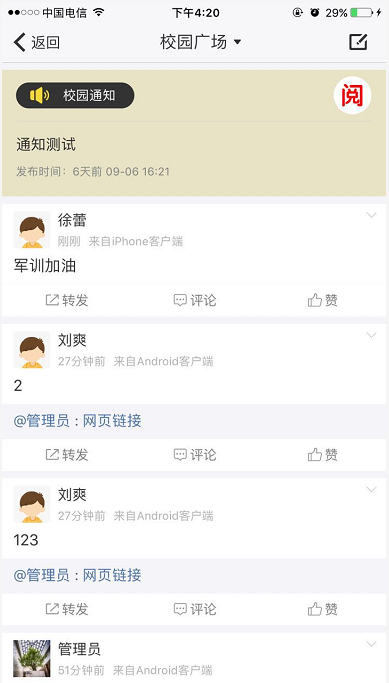 中国电信 下午4:20 29%
返回 校园广场
校园通知 阅
通知测试
发布时间：6天前 09-06 16:21
徐蕾
刚刚 来自iPhone客户端
军训加油
转发 评论 赞
刘爽
27分钟前 来自Android客户端
2
@管理员：网页链接
转发 评论 赞
刘爽
27分钟前 来自Android客户端
123
@管理员：网页链接
转发 评论 赞
管理员
51分钟前 来自Android客户端